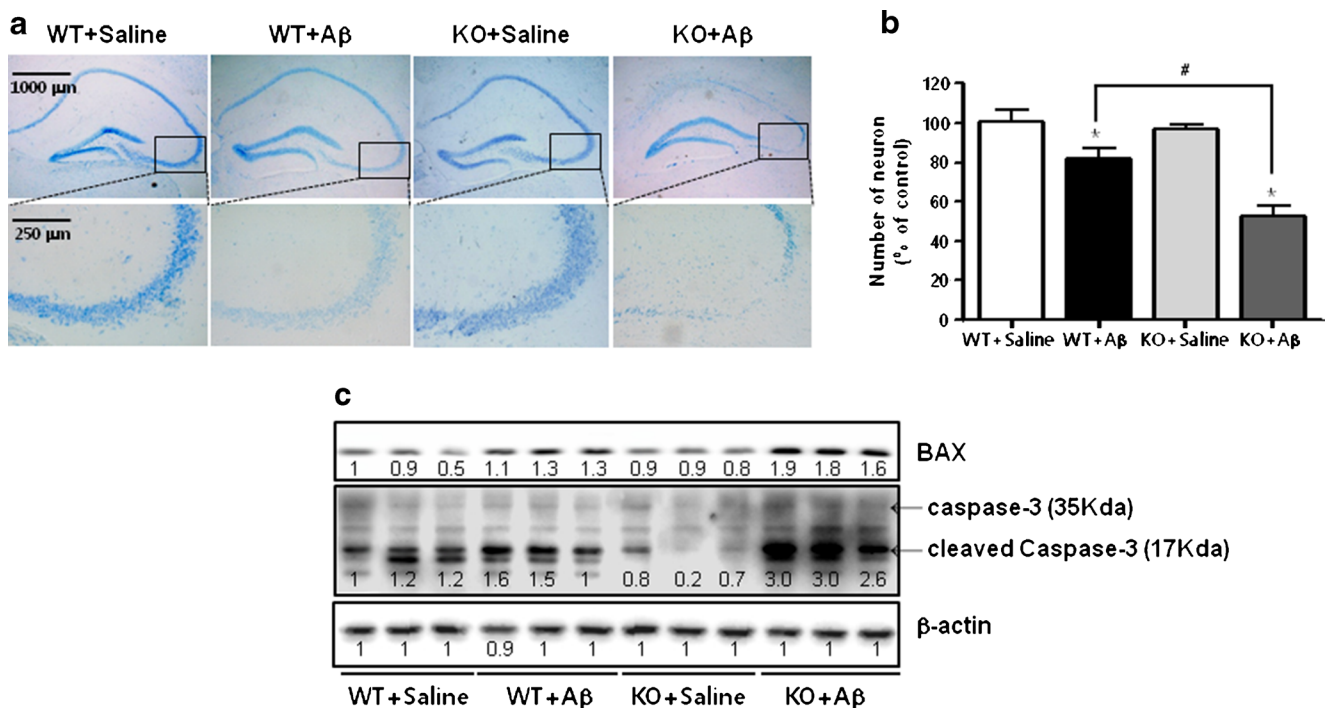 a
WT+Saline WT+Aβ KO+Saline KO+Aβ
1000 µm
250 µm
b
Number of neuron
(% of control)
120
100
80
60
40
20
0
#
* *
WT+Saline WT+Aβ KO+Saline KO+Aβ
c
BAX
1 0.9 0.5 1.1 1.3 1.3 0.9 0.9 0.8 1.9 1.8 1.6
caspase-3 (35Kda)
cleaved Caspase-3 (17Kda)
1 1.2 1.2 1.6 1.5 1 0.8 0.2 0.7 3.0 3.0 2.6
β-actin
1 1 1 0.9 1 1 1 1 1 1 1 1
WT+Saline WT+Aβ KO+Saline KO+Aβ